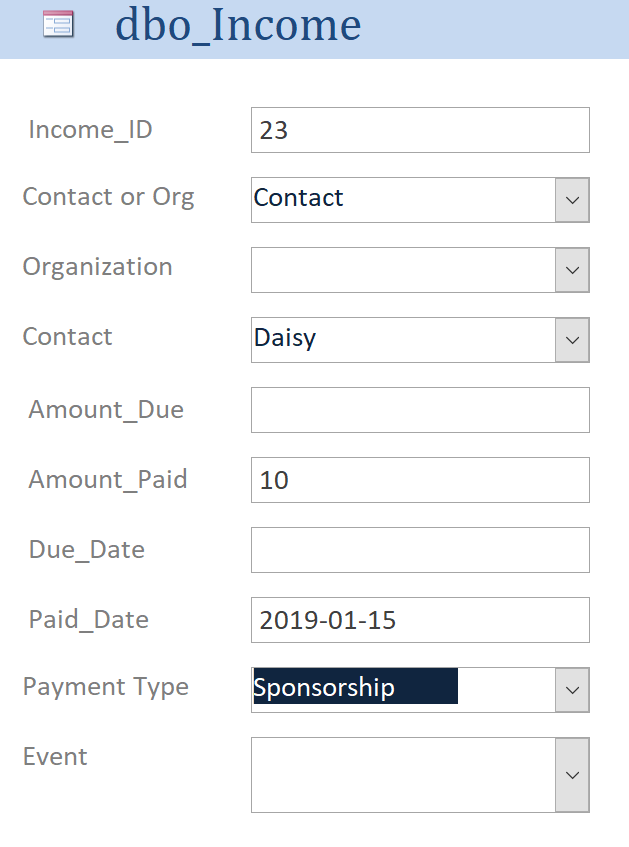 dbo_Income
Income_ID 23
Contact or Org Contact
Organization
Contact Daisy
Amount_Due
Amount_Paid 10
Due_Date
Paid_Date 2019-01-15
Payment Type Sponsorship
Event